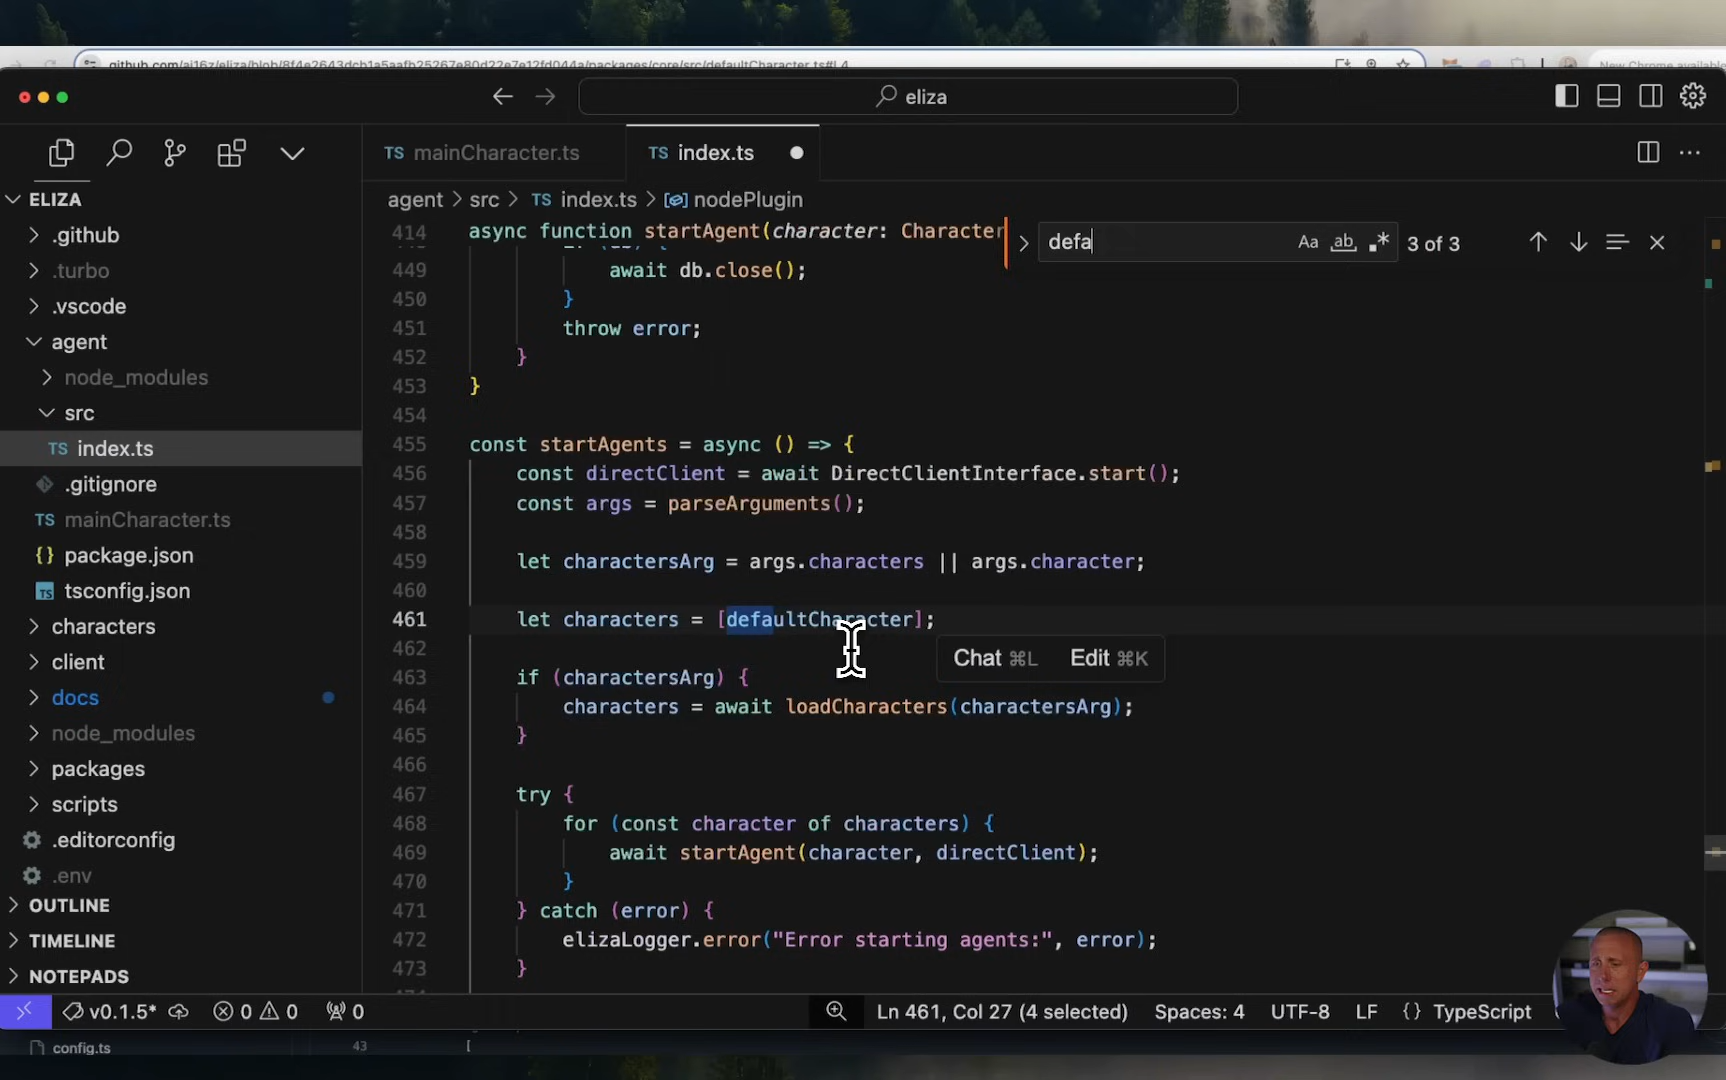 github.com/ai16z/eliza/blob/8f4e2643dcb1a5aafb25267e80d22e7e12fd044a/packages/core/src/defaultCharacter.ts#L4
New Chrome available
eliza
TS mainCharacter.ts
TS index.ts
agent > src > TS index.ts > nodePlugin
ELIZA
.github
.turbo
.vscode
agent
node_modules
src
TS index.ts
.gitignore
TS mainCharacter.ts
{} package.json
TS tsconfig.json
characters
client
docs
node_modules
packages
scripts
.editorconfig
.env
OUTLINE
TIMELINE
NOTEPADS
defa
Aa ab .* 3 of 3
414 async function startAgent(character: Character
449 await db.close();
450 }
451 throw error;
452 }
453 }
454
455 const startAgents = async () => {
456 const directClient = await DirectClientInterface.start();
457 const args = parseArguments();
458
459 let charactersArg = args.characters || args.character;
460
461 let characters = [defaultCharacter];
462
Chat ⌘L Edit ⌘K
463 if (charactersArg) {
464 characters = await loadCharacters(charactersArg);
465 }
466
467 try {
468 for (const character of characters) {
469 await startAgent(character, directClient);
470 }
471 } catch (error) {
472 elizaLogger.error("Error starting agents:", error);
473 }
v0.1.5* 0 0 0 Ln 461, Col 27 (4 selected) Spaces: 4 UTF-8 LF {} TypeScript
config.ts
43 [